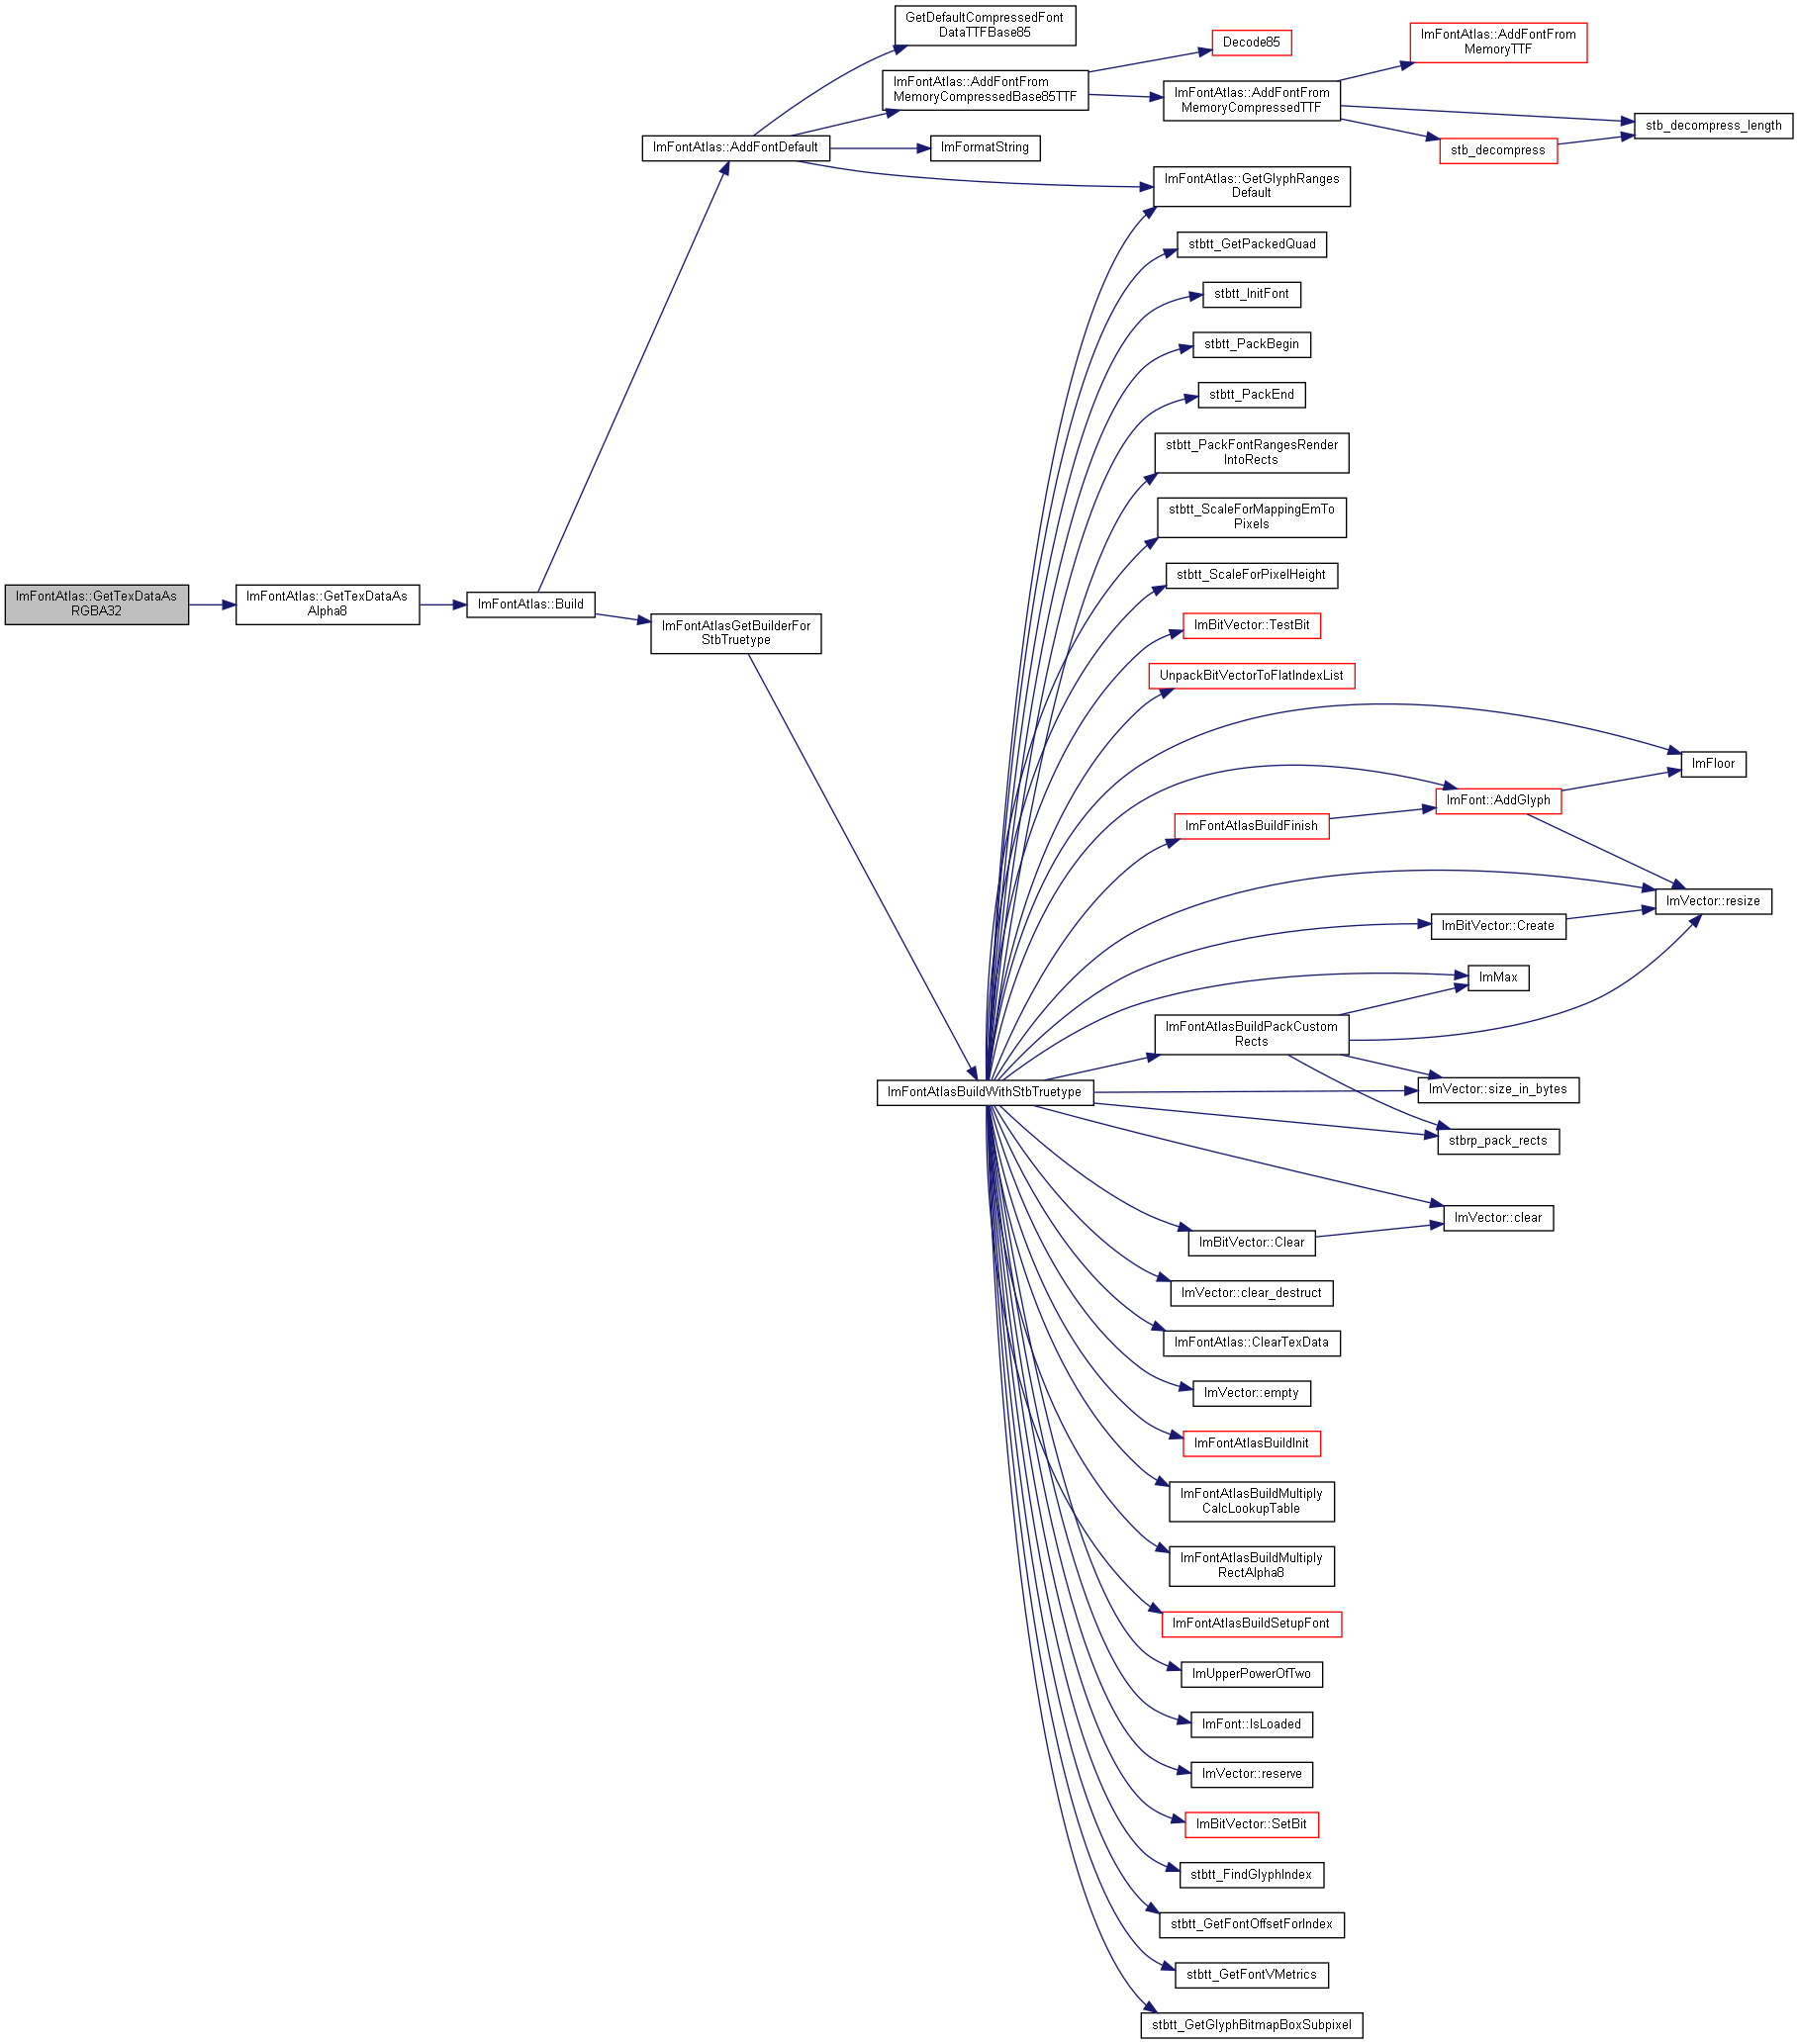 GetDefaultCompressedFont
DataTTFBase85
ImFontAtlas::AddFontFrom
MemoryTTF
Decode85
ImFontAtlas::AddFontFrom
MemoryCompressedBase85TTF
ImFontAtlas::AddFontFrom
MemoryCompressedTTF
stb_decompress_length
ImFontAtlas::AddFontDefault
ImFormatString
stb_decompress
ImFontAtlas::GetGlyphRanges
Default
stbtt_GetPackedQuad
stbtt_InitFont
stbtt_PackBegin
stbtt_PackEnd
stbtt_PackFontRangesRender
IntoRects
stbtt_ScaleForMappingEmTo
Pixels
stbtt_ScaleForPixelHeight
ImFontAtlas::GetTexDataAs
RGBA32
ImFontAtlas::GetTexDataAs
Alpha8
ImFontAtlas::Build
ImFontAtlasGetBuilderFor
StbTruetype
ImBitVector::TestBit
UnpackBitVectorToFlatIndexList
ImFloor
ImFont::AddGlyph
ImFontAtlasBuildFinish
ImVector::resize
ImBitVector::Create
ImMax
ImFontAtlasBuildPackCustom
Rects
ImFontAtlasBuildWithStbTruetype
ImVector::size_in_bytes
stbrp_pack_rects
ImVector::clear
ImBitVector::Clear
ImVector::clear_destruct
ImFontAtlas::ClearTexData
ImVector::empty
ImFontAtlasBuildInit
ImFontAtlasBuildMultiply
CalcLookupTable
ImFontAtlasBuildMultiply
RectAlpha8
ImFontAtlasBuildSetupFont
ImUpperPowerOfTwo
ImFont::IsLoaded
ImVector::reserve
ImBitVector::SetBit
stbtt_FindGlyphIndex
stbtt_GetFontOffsetForIndex
stbtt_GetFontVMetrics
stbtt_GetGlyphBitmapBoxSubpixel